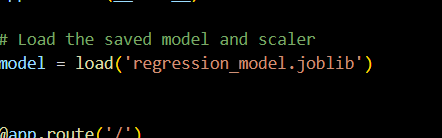 # Load the saved model and scaler
model = load('regression_model.joblib')
@app.route('/')